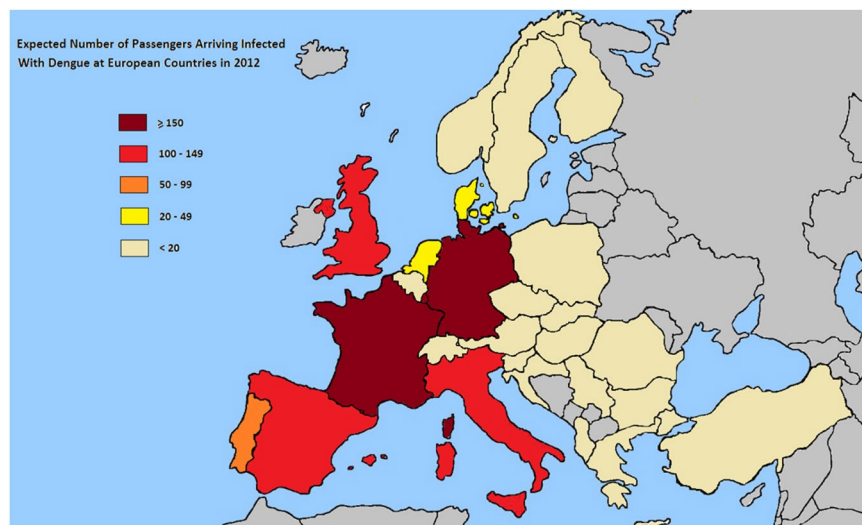 Expected Number of Passengers Arriving Infected
With Dengue at European Countries in 2012
⩾ 150
100 - 149
50 - 99
20 - 49
< 20